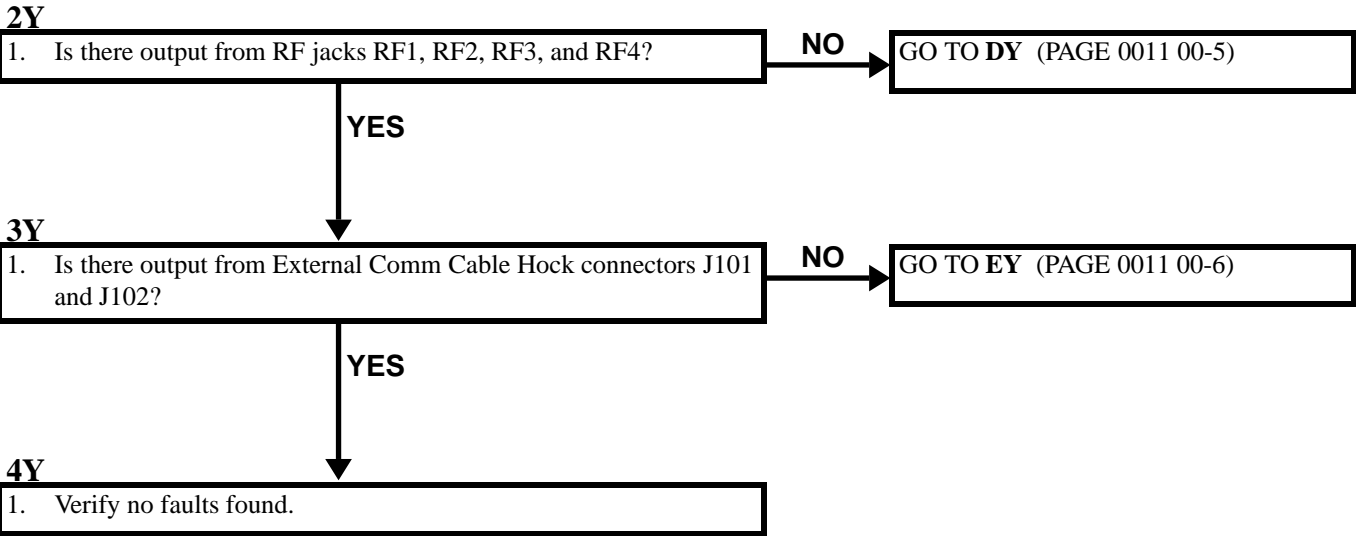 2Y
1. Is there output from RF jacks RF1, RF2, RF3, and RF4?
NO
GO TO DY (PAGE 0011 00-5)
YES
3Y
1. Is there output from External Comm Cable Hock connectors J101
and J102?
NO
GO TO EY (PAGE 0011 00-6)
YES
4Y
1. Verify no faults found.